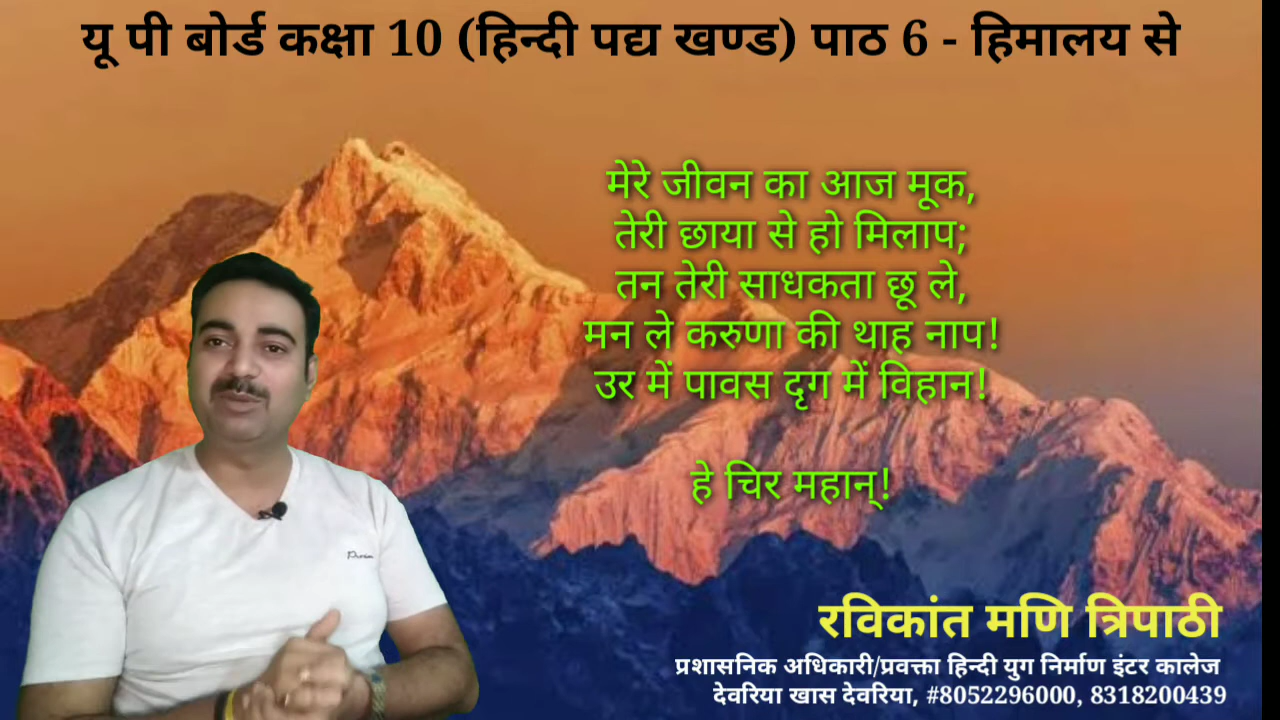 यू पी बोर्ड कक्षा 10 (हिन्दी पद्य खण्ड) पाठ 6 - हिमालय से
मेरे जीवन का आज मूक,
तेरी छाया से हो मिलाप;
तन तेरी साधकता छू ले,
मन ले करुणा की थाह नाप!
उर में पावस दृग में विहान!
हे चिर महान्!
रविकांत मणि त्रिपाठी
प्रशासनिक अधिकारी/प्रवक्ता हिन्दी युग निर्माण इंटर कालेज
देवरिया खास देवरिया, #8052296000, 8318200439